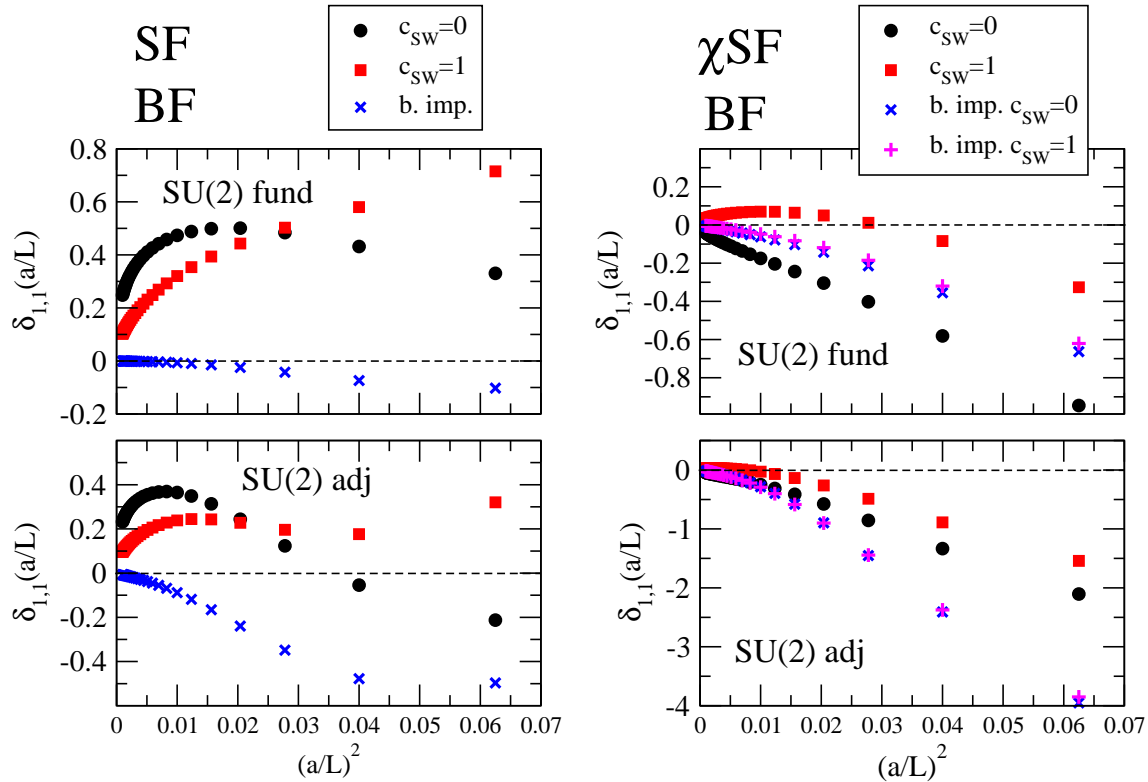 SF
BF
c_SW=0
c_SW=1
b. imp.
χSF
BF
c_SW=0
c_SW=1
b. imp. c_SW=0
b. imp. c_SW=1
0.8
0.6
0.4
0.2
0
-0.2
δ_1,1(a/L)
SU(2) fund
0.2
0
-0.2
-0.4
-0.6
-0.8
δ_1,1(a/L)
SU(2) fund
0.4
0.2
0
-0.2
-0.4
δ_1,1(a/L)
SU(2) adj
0 0.01 0.02 0.03 0.04 0.05 0.06 0.07
(a/L)^2
0
-1
-2
-3
-4
δ_1,1(a/L)
SU(2) adj
0 0.01 0.02 0.03 0.04 0.05 0.06 0.07
(a/L)^2